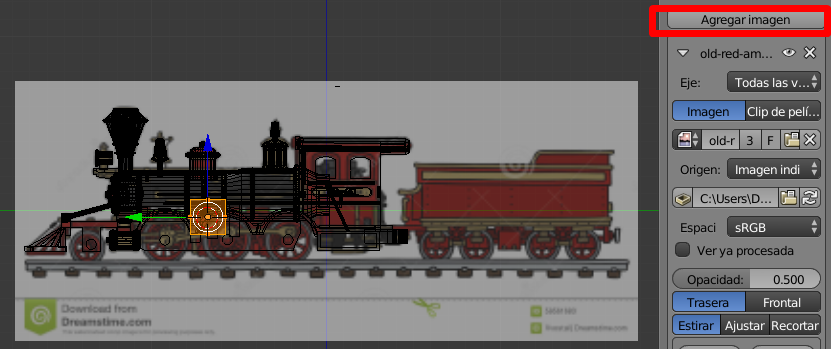 Agregar imagen
old-red-am...
Eje: Todas las v...
Imagen Clip de pelí...
old-r 3 F
Origen: Imagen indi
C:\Users\D...
Espaci sRGB
Ver ya procesada
Opacidad: 0.500
Trasera Frontal
Estirar Ajustar Recortar
Download from
Dreamstime.com